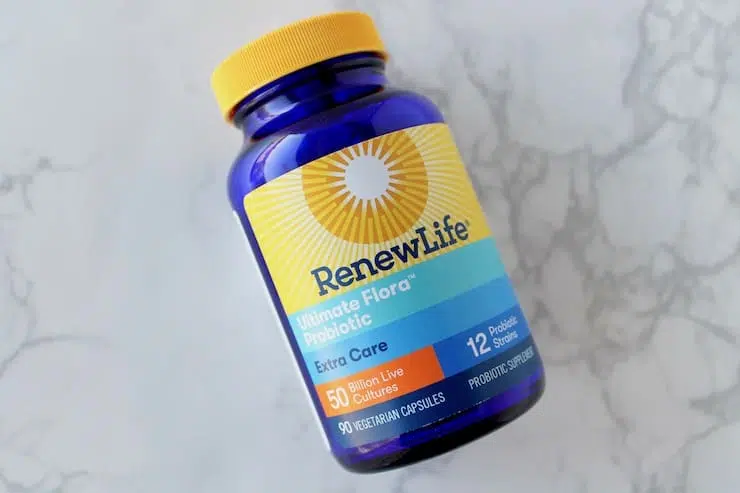 RenewLife®
Ultimate Flora™
Probiotic
Extra Care
50 Billion Live
Cultures
12 Probiotic
Strains
90 VEGETARIAN CAPSULES
PROBIOTIC SUPPLEMENT